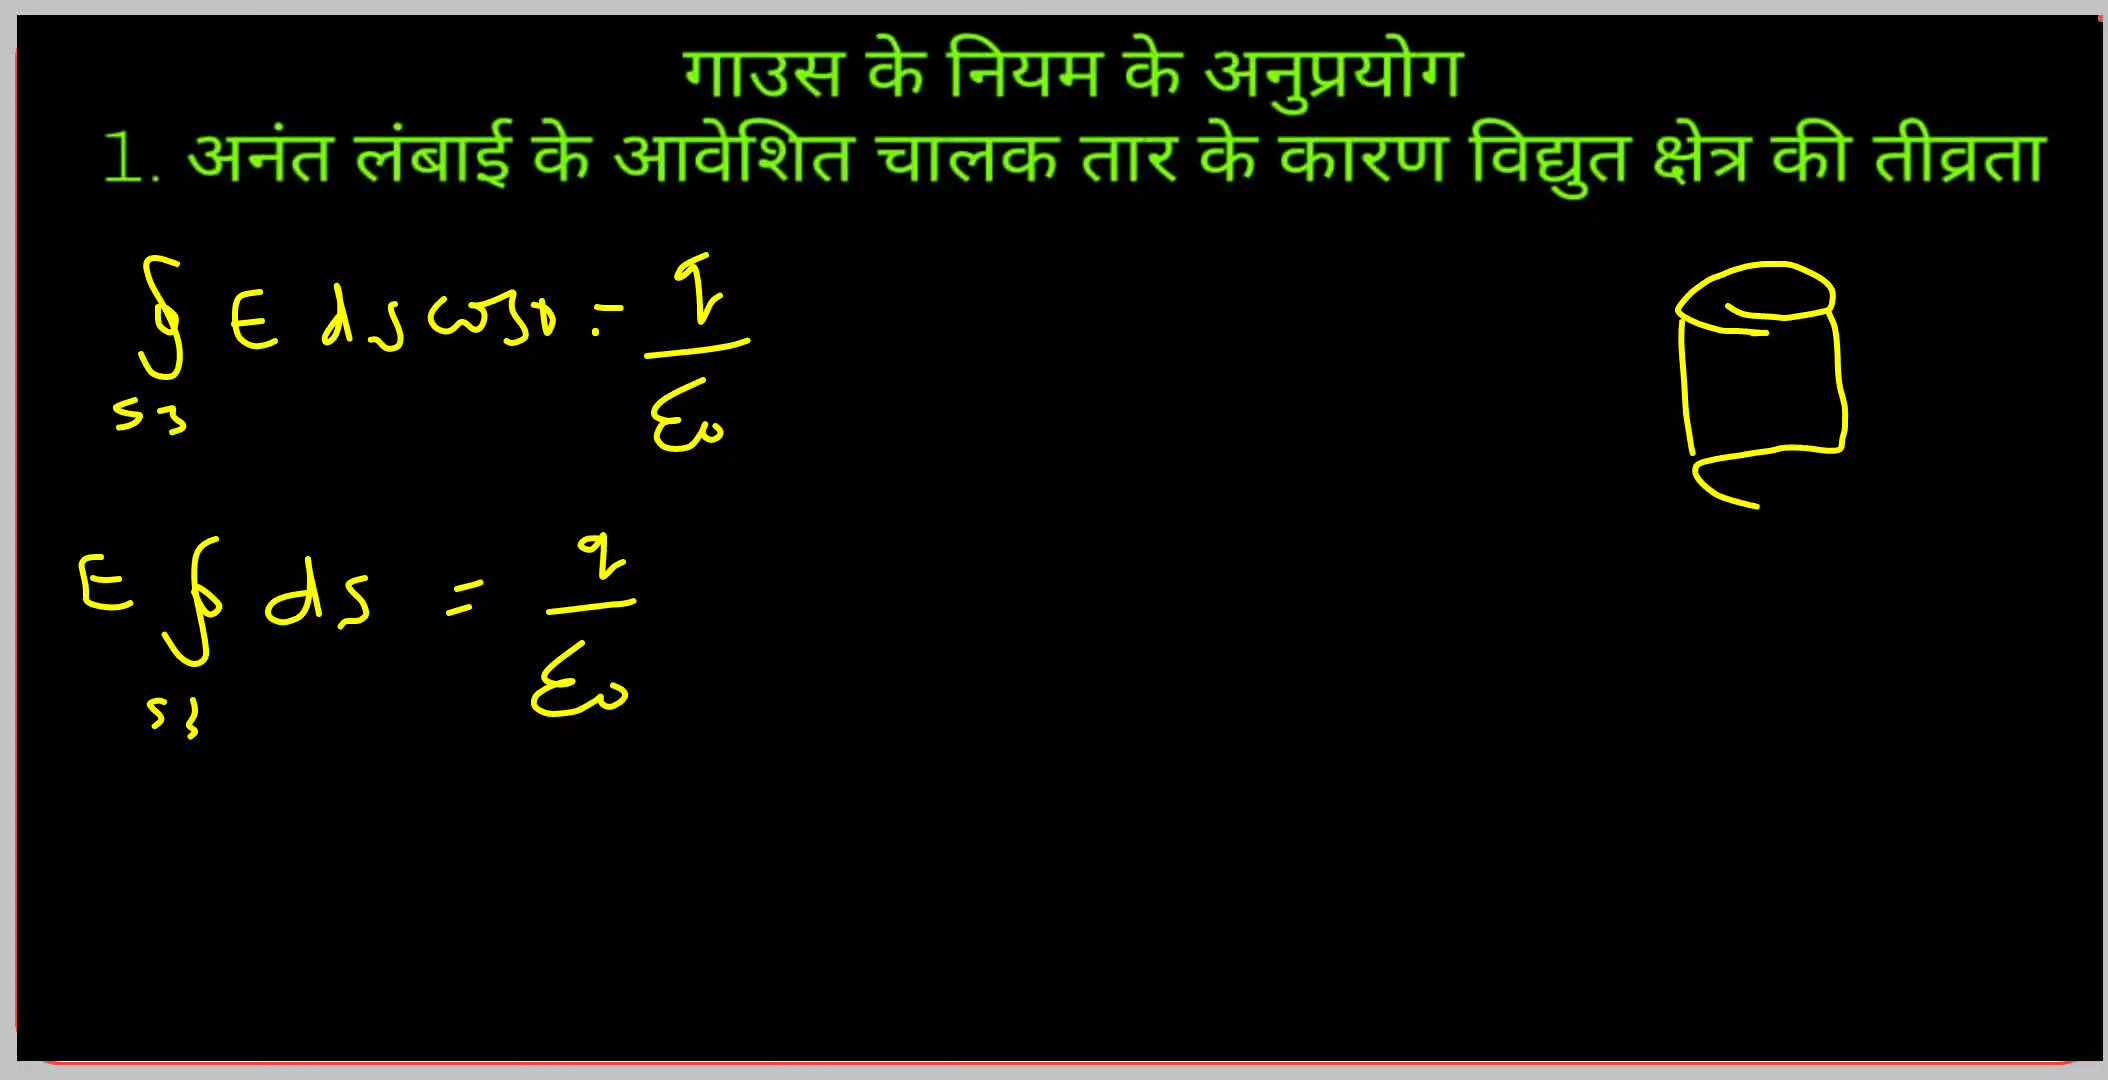 गाउस के नियम के अनुप्रयोग
1. अनंत लंबाई के आवेशित चालक तार के कारण विद्युत क्षेत्र की तीव्रता
∮ E ds cos0 = q/ε0
S3
E ∮ ds = q/ε0
S3